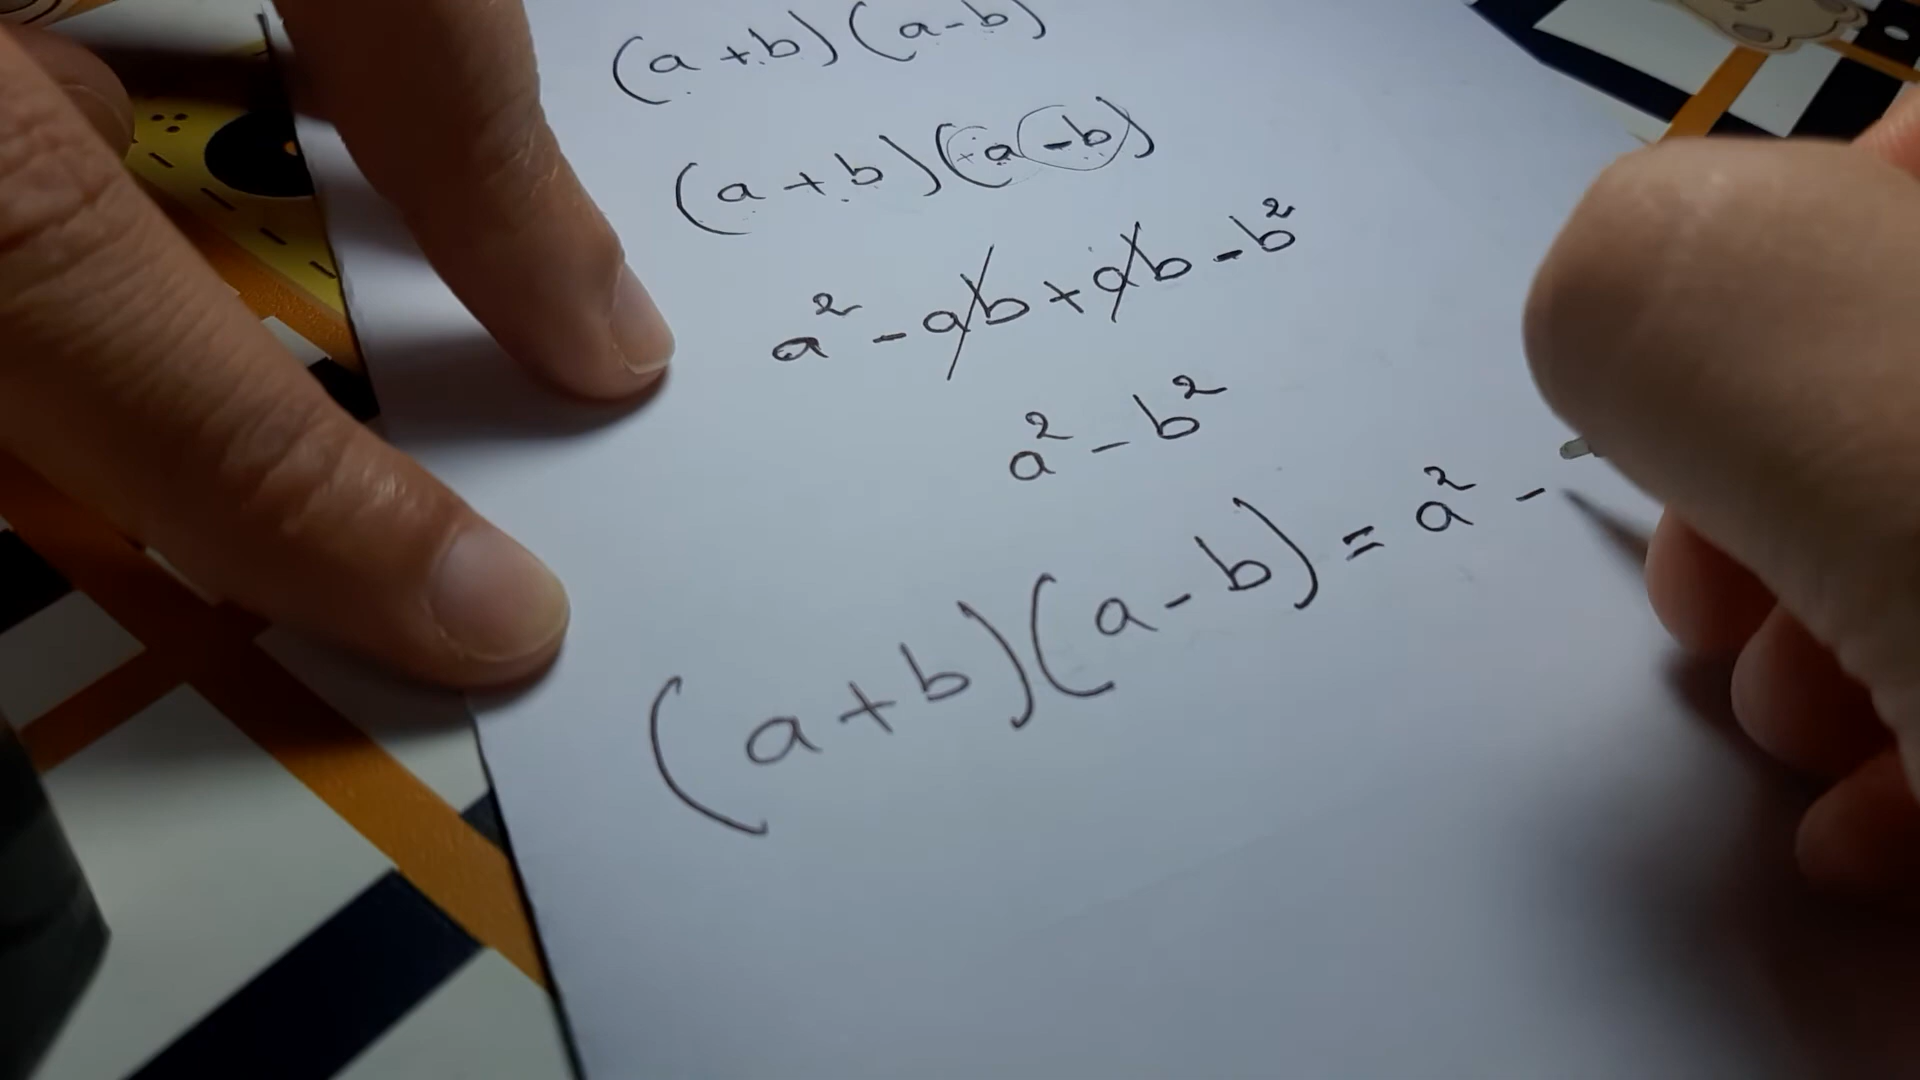 (a+b)(a-b)
(a+b)(+a-b)
a² - ab + ab - b²
a² - b²
(a+b)(a-b) = a² -